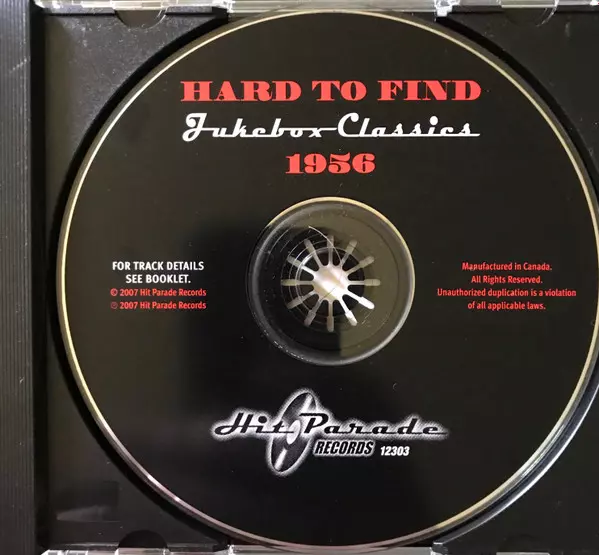 HARD TO FIND
Jukebox Classics
1956
FOR TRACK DETAILS
SEE BOOKLET.
© 2007 Hit Parade Records
℗ 2007 Hit Parade Records
Manufactured in Canada.
All Rights Reserved.
Unauthorized duplication is a violation
of all applicable laws.
Hit Parade
RECORDS 12303